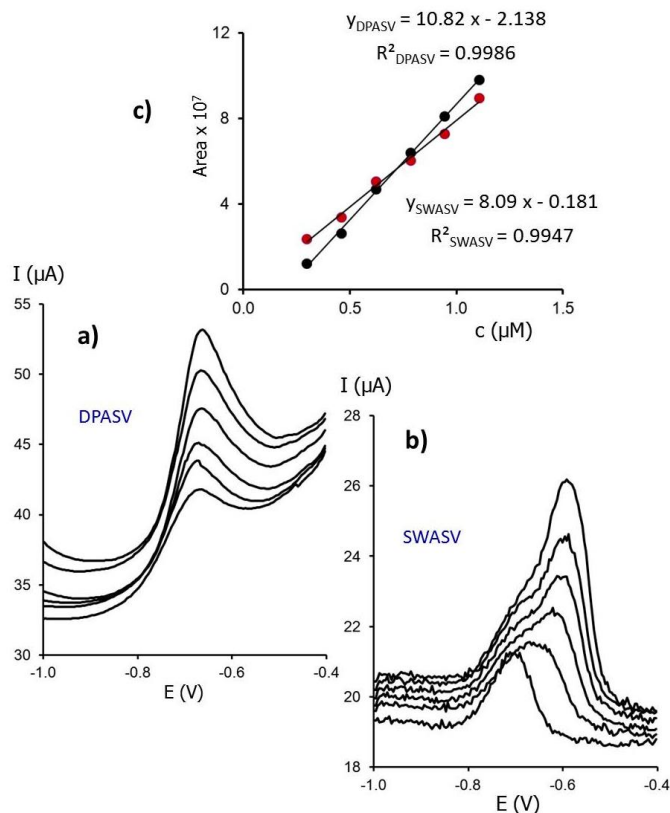 y_DPASV = 10.82 x - 2.138
R²_DPASV = 0.9986
c)
Area x 10⁷
12
8
4
0
y_SWASV = 8.09 x - 0.181
R²_SWASV = 0.9947
0.0 0.5 1.0 1.5
c (µM)
I (µA)
a)
DPASV
55
50
45
40
35
30
-1.0 -0.8 -0.6 -0.4
E (V)
I (µA)
b)
SWASV
28
26
24
22
20
18
-1.0 -0.8 -0.6 -0.4
E (V)